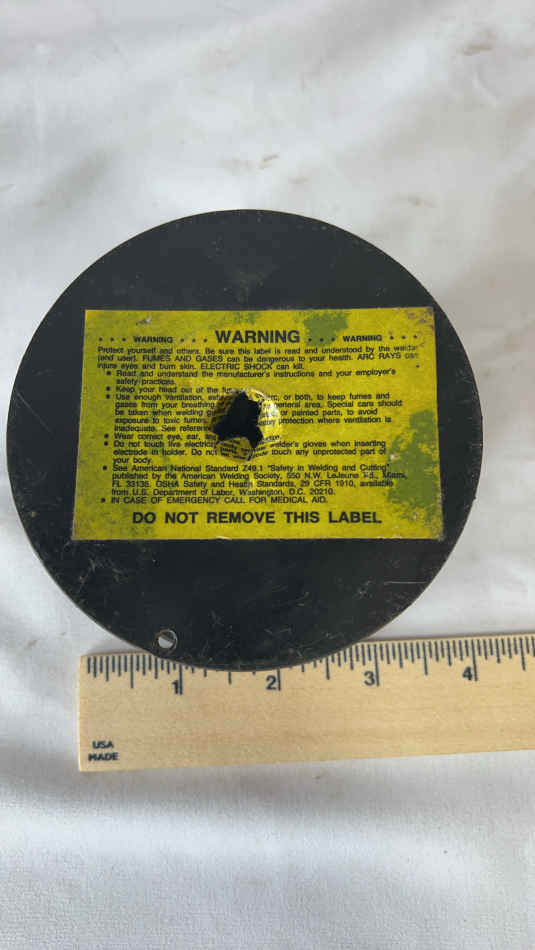 • • • WARNING • • • WARNING • • • WARNING • • •
Protect yourself and others. Be sure this label is read and understood by the welder
(and user). FUMES AND GASES can be dangerous to your health. ARC RAYS can
injure eyes and burn skin. ELECTRIC SHOCK can kill.
• Read and understand the manufacturer's instructions and your employer's
safety practices.
• Keep your head out of the
• Use enough ventilation, or both, to keep fumes and
gases from your breathing general area. Special care should
be taken when welding or painted parts, to avoid
exposure to toxic fumes. protection where ventilation is
inadequate. See
• Wear correct eye, ear,
• Do not touch live welder's gloves when inserting
electrode in holder. Do not touch any unprotected part of
your body.
• See American National Standard Z49.1 "Safety in Welding and Cutting"
published by the American Welding Society, 550 N.W. LeJeune Rd., Miami,
FL 33135. OSHA Safety and Health Standards, 29 CFR 1910, available
from U.S. Department of Labor, Washington, D.C. 20210.
• IN CASE OF EMERGENCY CALL FOR MEDICAL AID.
DO NOT REMOVE THIS LABEL
1 2 3 4
USA
MADE